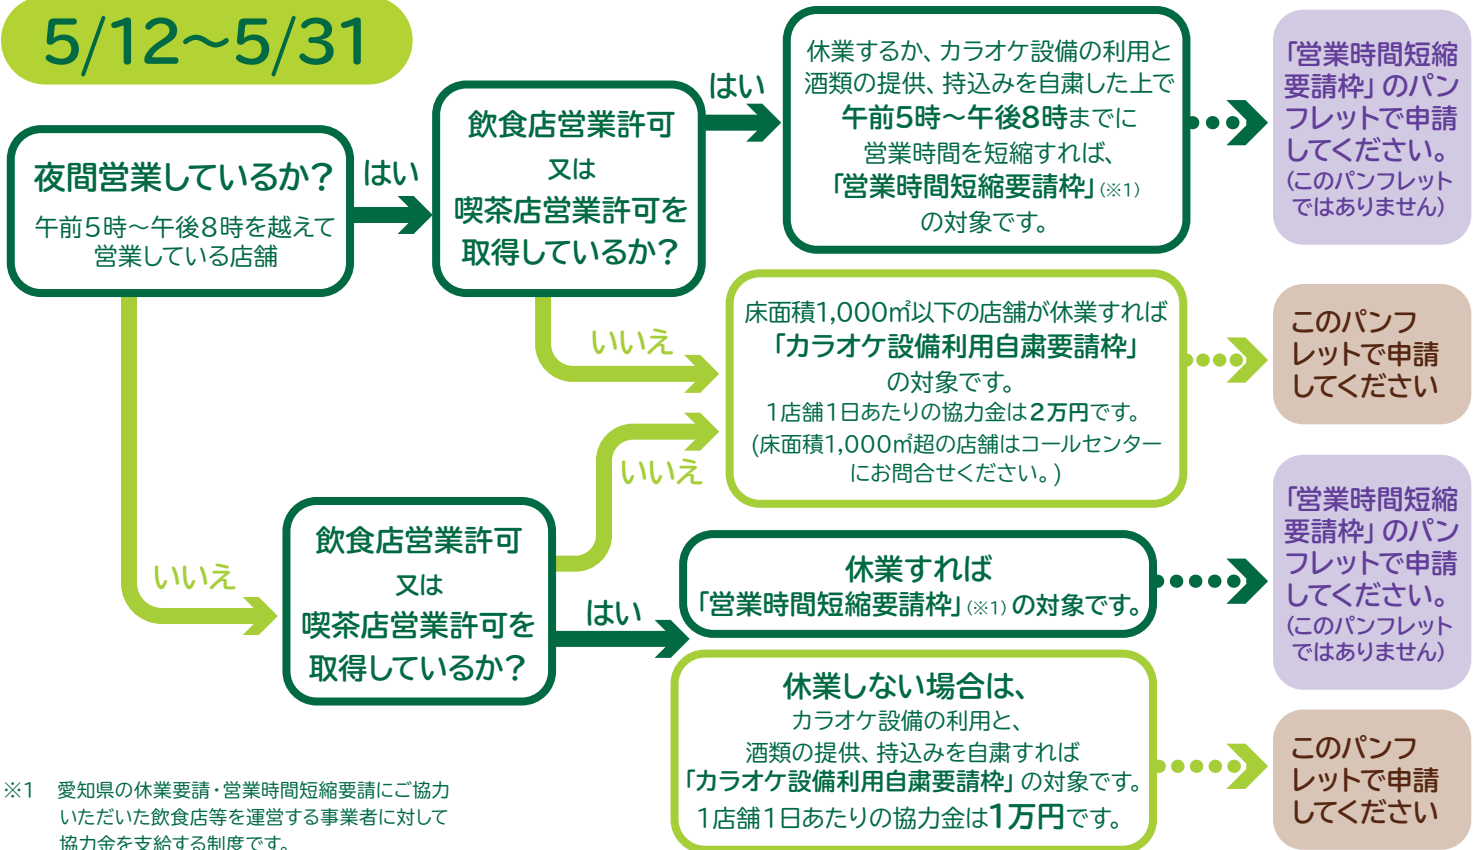 5/12～5/31
夜間営業しているか？
午前5時～午後8時を越えて
営業している店舗
はい
飲食店営業許可
又は
喫茶店営業許可を
取得しているか？
はい
休業するか、カラオケ設備の利用と
酒類の提供、持込みを自粛した上で
午前5時～午後8時までに
営業時間を短縮すれば、
「営業時間短縮要請枠」(※1)
の対象です。
「営業時間短縮
要請枠」のパン
フレットで申請
してください。
(このパンフレット
ではありません)
いいえ
床面積1,000㎡以下の店舗が休業すれば
「カラオケ設備利用自粛要請枠」
の対象です。
1店舗1日あたりの協力金は2万円です。
(床面積1,000㎡超の店舗はコールセンター
にお問合せください。)
このパンフ
レットで申請
してください
いいえ
いいえ
飲食店営業許可
又は
喫茶店営業許可を
取得しているか？
はい
休業すれば
「営業時間短縮要請枠」(※1)の対象です。
「営業時間短縮
要請枠」のパン
フレットで申請
してください。
(このパンフレット
ではありません)
休業しない場合は、
カラオケ設備の利用と、
酒類の提供、持込みを自粛すれば
「カラオケ設備利用自粛要請枠」の対象です。
1店舗1日あたりの協力金は1万円です。
このパンフ
レットで申請
してください
※1 愛知県の休業要請・営業時間短縮要請にご協力
いただいた飲食店等を運営する事業者に対して
協力金を支給する制度です。